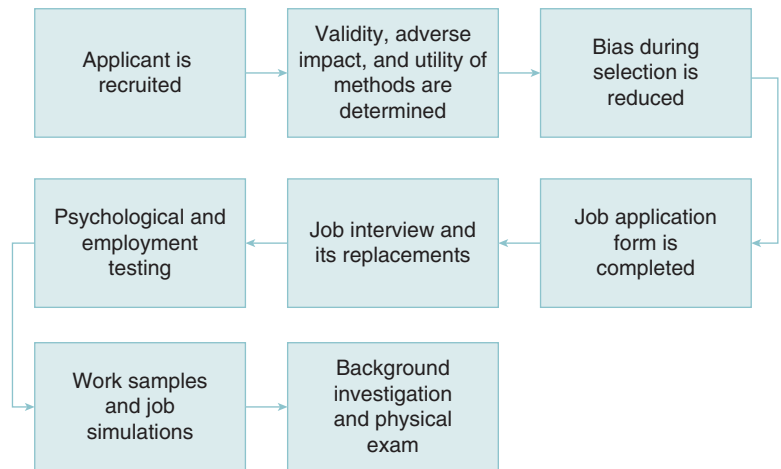 Applicant is
recruited
Validity, adverse
impact, and utility of
methods are
determined
Bias during
selection is
reduced
Job application
form is
completed
Job interview and
its replacements
Psychological and
employment
testing
Work samples
and job
simulations
Background
investigation
and physical
exam